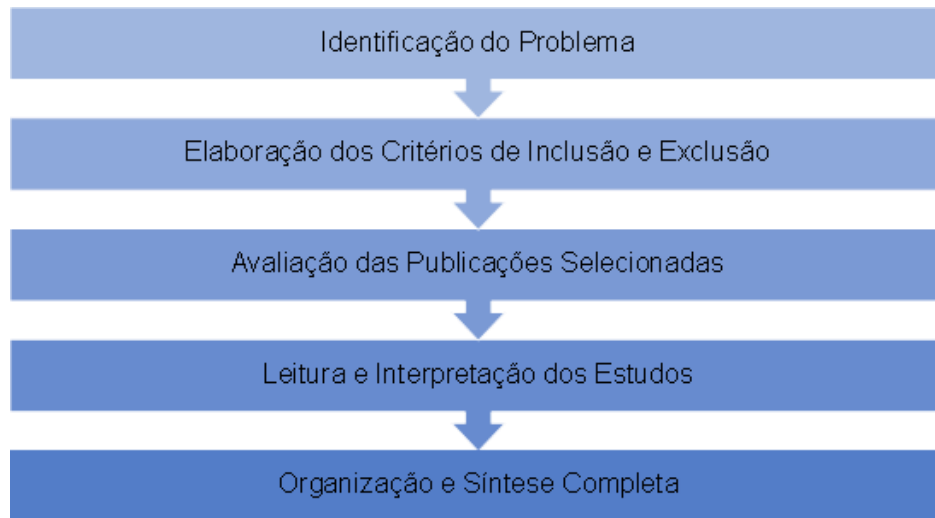 Identificação do Problema
Elaboração dos Critérios de Inclusão e Exclusão
Avaliação das Publicações Selecionadas
Leitura e Interpretação dos Estudos
Organização e Síntese Completa